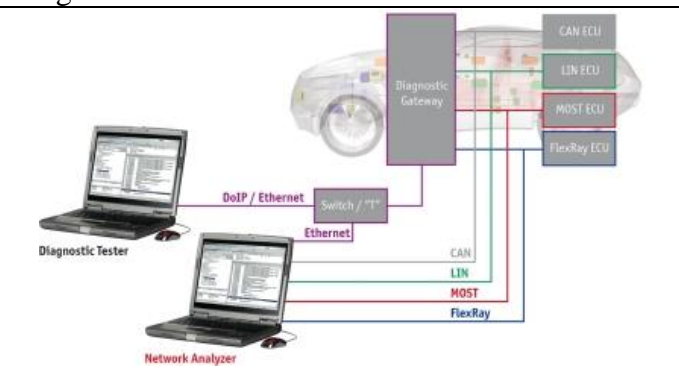 CAN ECU
LIN ECU
Diagnostic
Gateway
MOST ECU
FlexRay ECU
DoIP / Ethernet
Switch / "T"
Ethernet
Diagnostic Tester
CAN
LIN
MOST
FlexRay
Network Analyzer